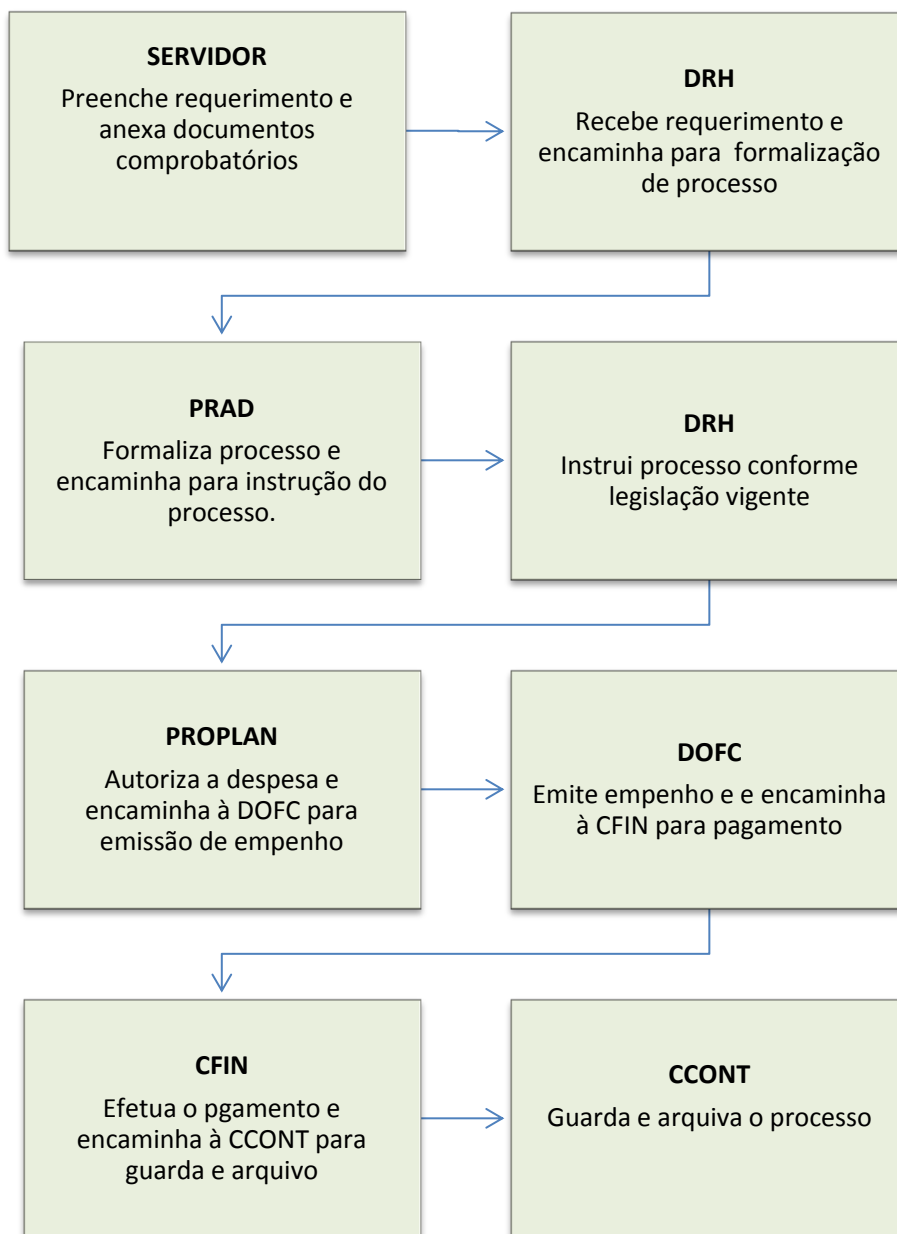 SERVIDOR
Preenche requerimento e
anexa documentos
comprobatórios
DRH
Recebe requerimento e
encaminha para formalização
de processo
PRAD
Formaliza processo e
encaminha para instrução do
processo.
DRH
Instrui processo conforme
legislação vigente
PROPLAN
Autoriza a despesa e
encaminha à DOFC para
emissão de empenho
DOFC
Emite empenho e e encaminha
à CFIN para pagamento
CFIN
Efetua o pgamento e
encaminha à CCONT para
guarda e arquivo
CCONT
Guarda e arquiva o processo